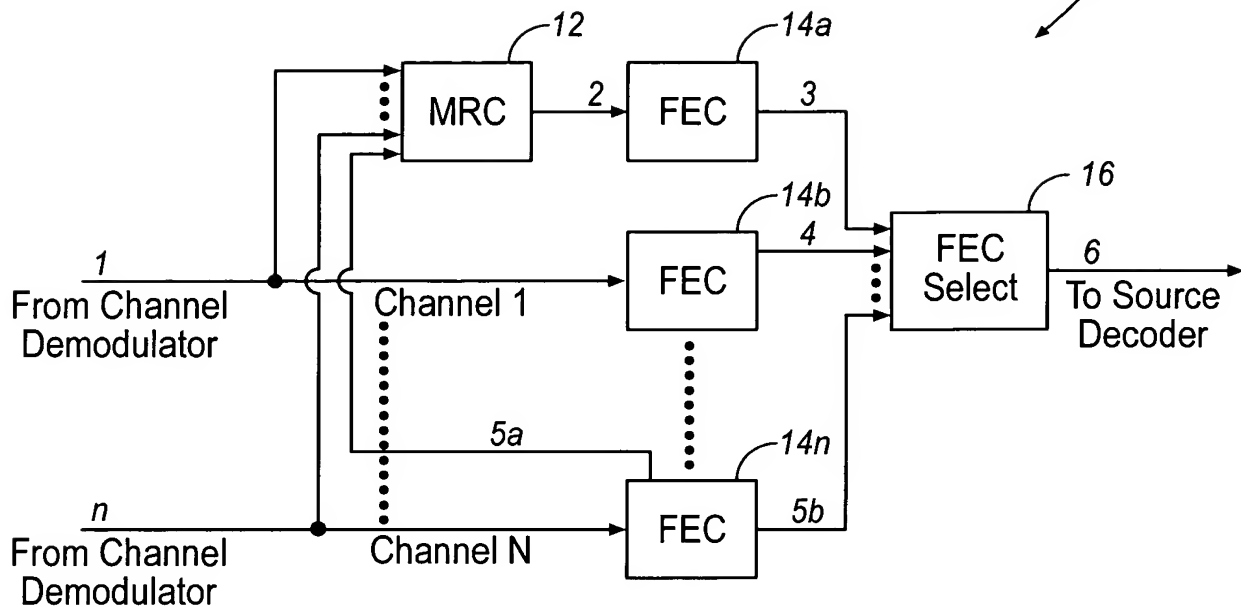 12
14a
MRC
2
FEC
3
14b
16
FEC
4
FEC
Select
6
To Source
Decoder
1
From Channel
Demodulator
Channel 1
5a
14n
FEC
5b
n
From Channel
Demodulator
Channel N